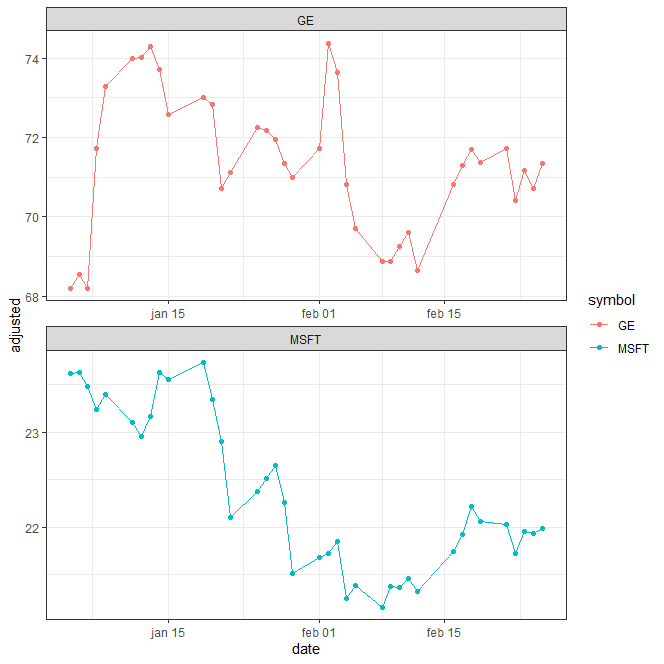 GE
74
72
70
68
jan 15
feb 01
feb 15
adjusted
MSFT
23
22
jan 15
feb 01
feb 15
date
symbol
GE
MSFT